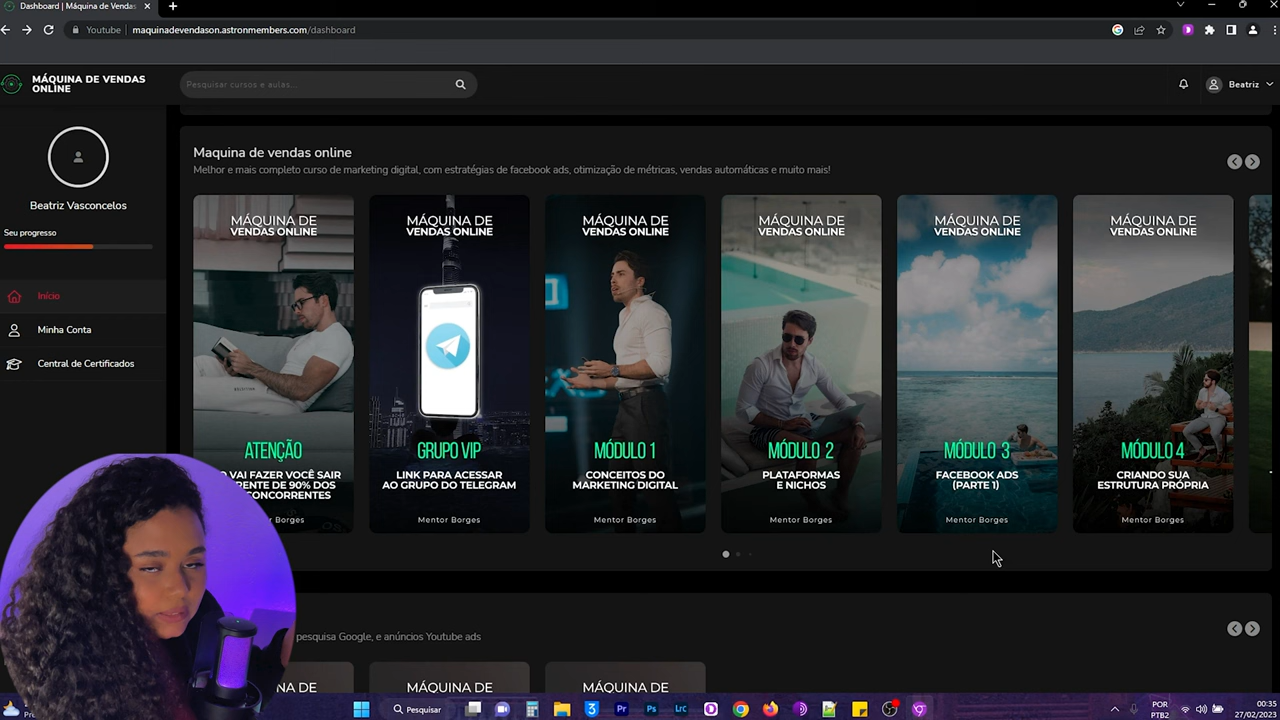 Dashboard | Máquina de Vendas
Youtube
maquinadevendason.astronmembers.com/dashboard
MÁQUINA DE VENDAS
ONLINE
Pesquisar cursos e aulas...
Beatriz
Beatriz Vasconcelos
Seu progresso
Início
Minha Conta
Central de Certificados
Maquina de vendas online
Melhor e mais completo curso de marketing digital, com estratégias de facebook ads, otimização de métricas, vendas automáticas e muito mais!
MÁQUINA DE
VENDAS ONLINE
ATENÇÃO
VAI FAZER VOCÊ SAIR
DE 90% DOS
Borges
MÁQUINA DE
VENDAS ONLINE
GRUPO VIP
LINK PARA ACESSAR
AO GRUPO DO TELEGRAM
Mentor Borges
MÁQUINA DE
VENDAS ONLINE
MÓDULO 1
CONCEITOS DO
MARKETING DIGITAL
Mentor Borges
MÁQUINA DE
VENDAS ONLINE
MÓDULO 2
PLATAFORMAS
E NICHOS
Mentor Borges
MÁQUINA DE
VENDAS ONLINE
MÓDULO 3
FACEBOOK ADS
(PARTE 1)
Mentor Borges
MÁQUINA DE
VENDAS ONLINE
MÓDULO 4
CRIANDO SUA
ESTRUTURA PRÓPRIA
Mentor Borges
pesquisa Google, e anúncios Youtube ads
NA DE
MÁQUINA DE
MÁQUINA DE
Pesquisar
Pr
Ps
Lrc
POR
PTB2
00:35
27/02/2023